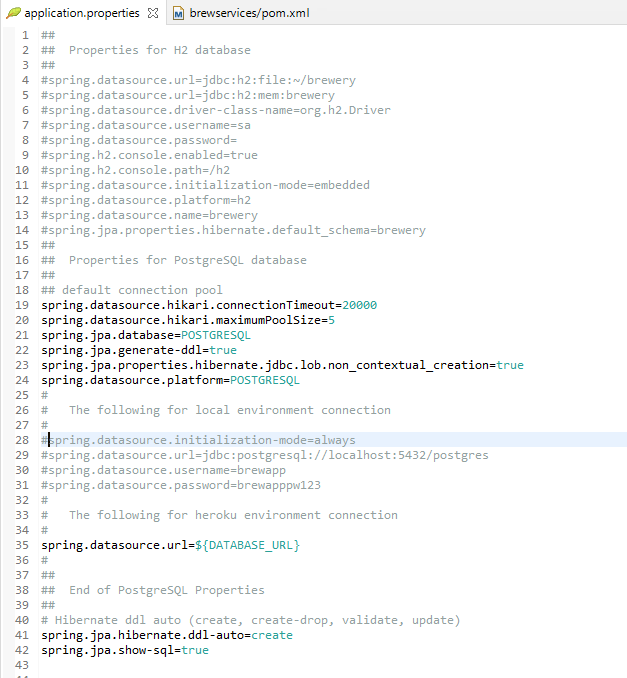 application.properties brewservices/pom.xml
1 ##
2 ##  Properties for H2 database
3 ##
4 #spring.datasource.url=jdbc:h2:file:~/brewery
5 #spring.datasource.url=jdbc:h2:mem:brewery
6 #spring.datasource.driver-class-name=org.h2.Driver
7 #spring.datasource.username=sa
8 #spring.datasource.password=
9 #spring.h2.console.enabled=true
10 #spring.h2.console.path=/h2
11 #spring.datasource.initialization-mode=embedded
12 #spring.datasource.platform=h2
13 #spring.datasource.name=brewery
14 #spring.jpa.properties.hibernate.default_schema=brewery
15 ##
16 ##  Properties for PostgreSQL database
17 ##
18 ## default connection pool
19 spring.datasource.hikari.connectionTimeout=20000
20 spring.datasource.hikari.maximumPoolSize=5
21 spring.jpa.database=POSTGRESQL
22 spring.jpa.generate-ddl=true
23 spring.jpa.properties.hibernate.jdbc.lob.non_contextual_creation=true
24 spring.datasource.platform=POSTGRESQL
25 #
26 #   The following for local environment connection
27 #
28 #spring.datasource.initialization-mode=always
29 #spring.datasource.url=jdbc:postgresql://localhost:5432/postgres
30 #spring.datasource.username=brewapp
31 #spring.datasource.password=brewapppw123
32 #
33 #   The following for heroku environment connection
34 #
35 spring.datasource.url=${DATABASE_URL}
36 #
37 ##
38 ##  End of PostgreSQL Properties
39 ##
40 # Hibernate ddl auto (create, create-drop, validate, update)
41 spring.jpa.hibernate.ddl-auto=create
42 spring.jpa.show-sql=true
43